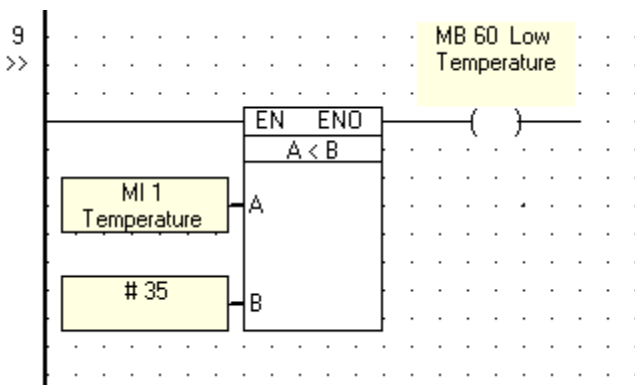 9
>>
MB 60 Low
Temperature
EN ENO
A < B
MI 1
Temperature
A
# 35
B